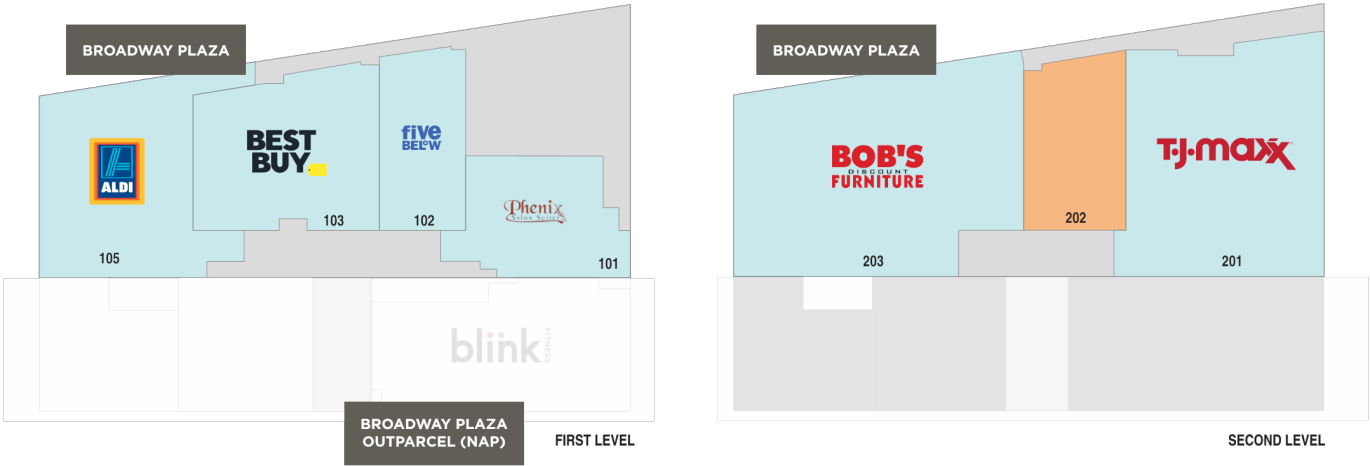 BROADWAY PLAZA
ALDI
BEST
BUY
103
five
BELOW
102
Phenix
Salon Suites
101
105
blink
FITNESS
BROADWAY PLAZA
OUTPARCEL (NAP)
FIRST LEVEL
BROADWAY PLAZA
BOB'S
DISCOUNT
FURNITURE
203
202
T·J·maxx
201
SECOND LEVEL